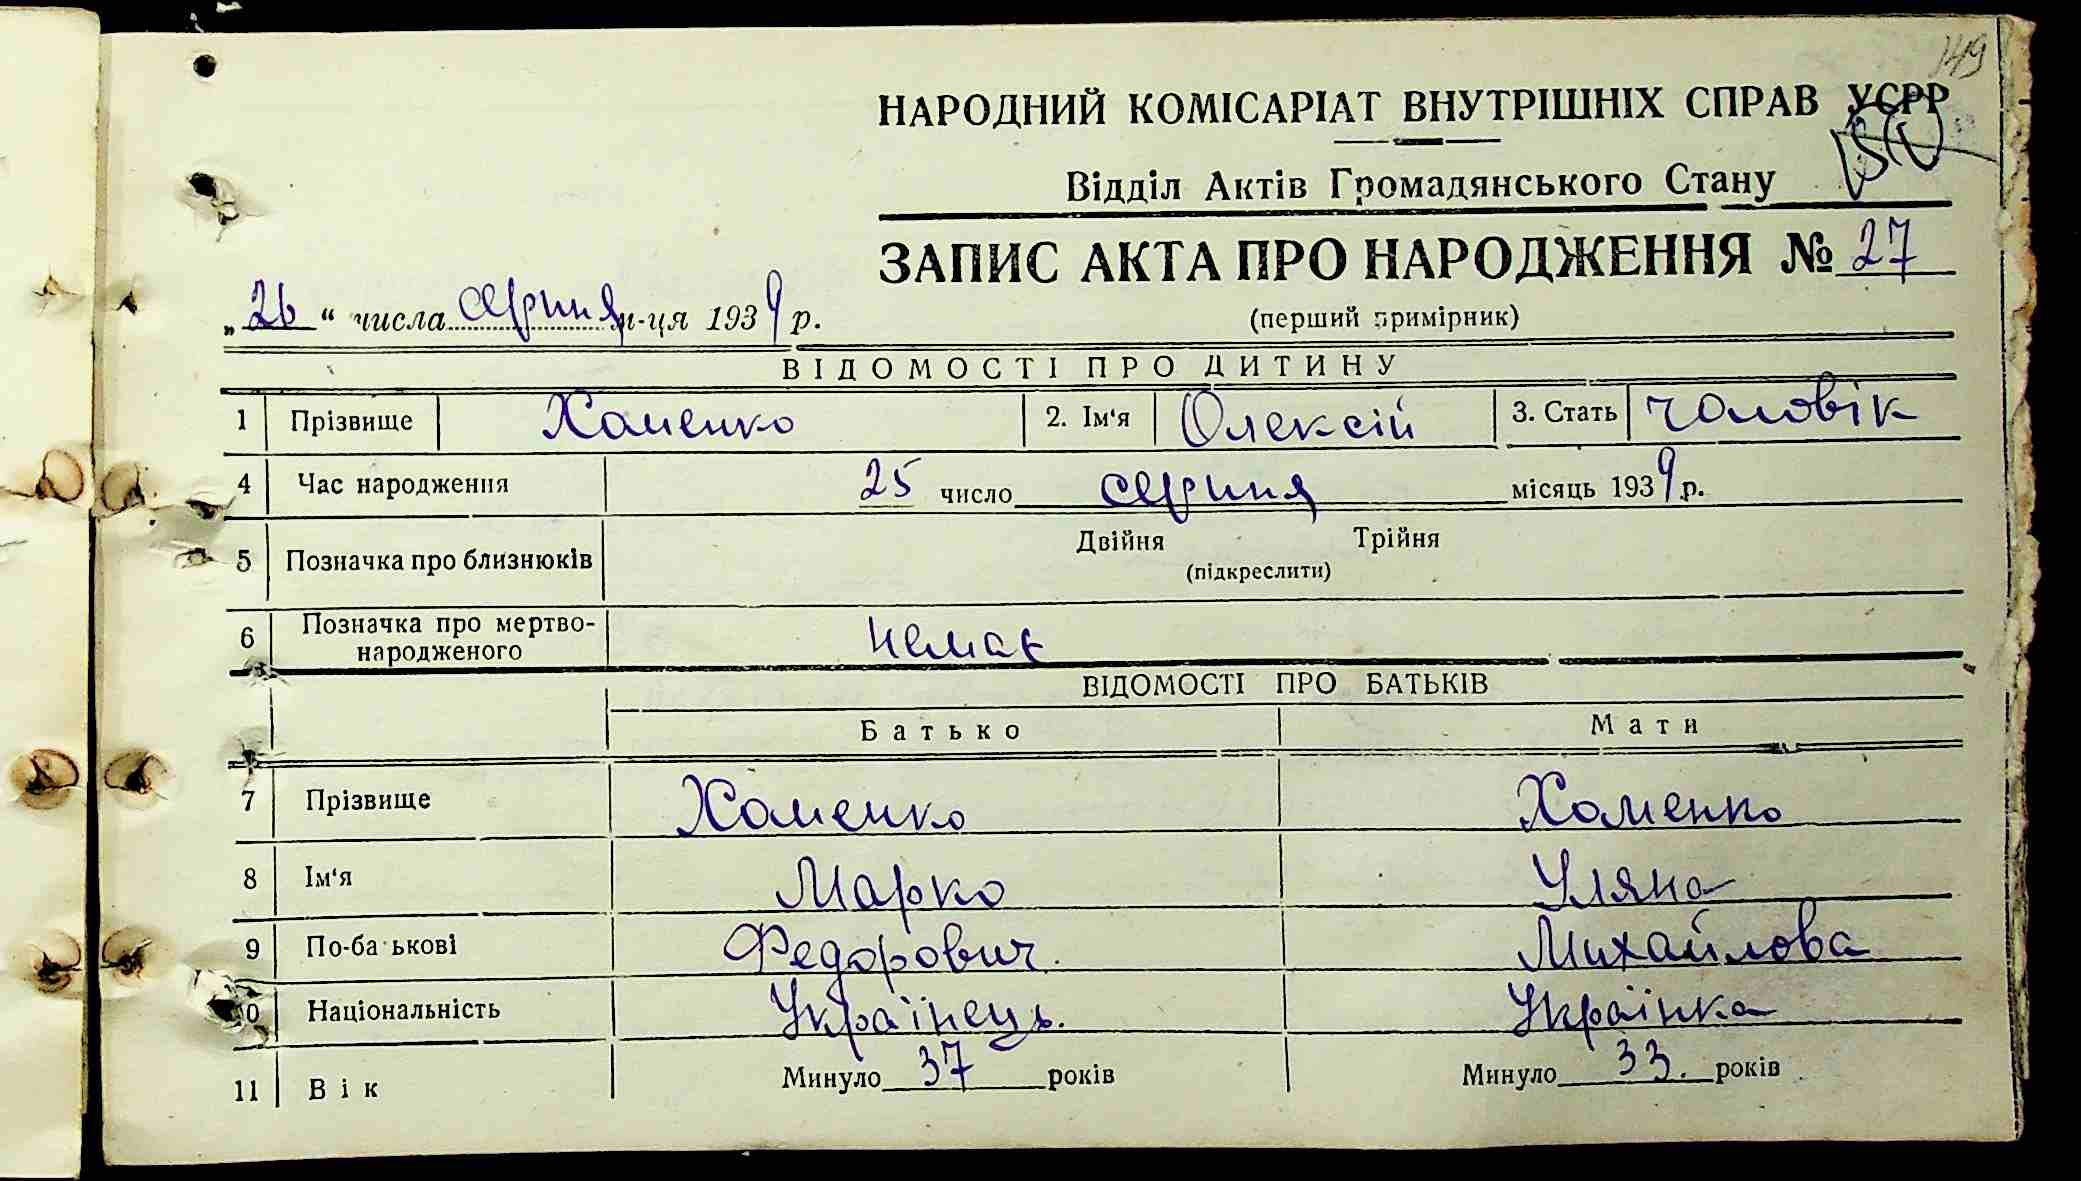 149
НАРОДНИЙ КОМІСАРІАТ ВНУТРІШНІХ СПРАВ УСРР
Відділ Актів Громадянського Стану
ЗАПИС АКТА ПРО НАРОДЖЕННЯ № 27
„26“ числа серпня м-ця 1939 р.
(перший примірник)
ВІДОМОСТІ ПРО ДИТИНУ
1 Прізвище Хоменко 2. Ім‘я Олексій 3. Стать чоловік
4 Час народження 25 число серпня місяць 1939 р.
5 Позначка про близнюків Двійня Трійня
(підкреслити)
6 Позначка про мертво-
народженого немає
ВІДОМОСТІ ПРО БАТЬКІВ
Батько Мати
7 Прізвище Хоменко Хоменко
8 Ім‘я Марко Уляна
9 По-батькові Федорович. Михайлова
10 Національність Українець. Українка
11 Вік Минуло 37 років Минуло 33. років